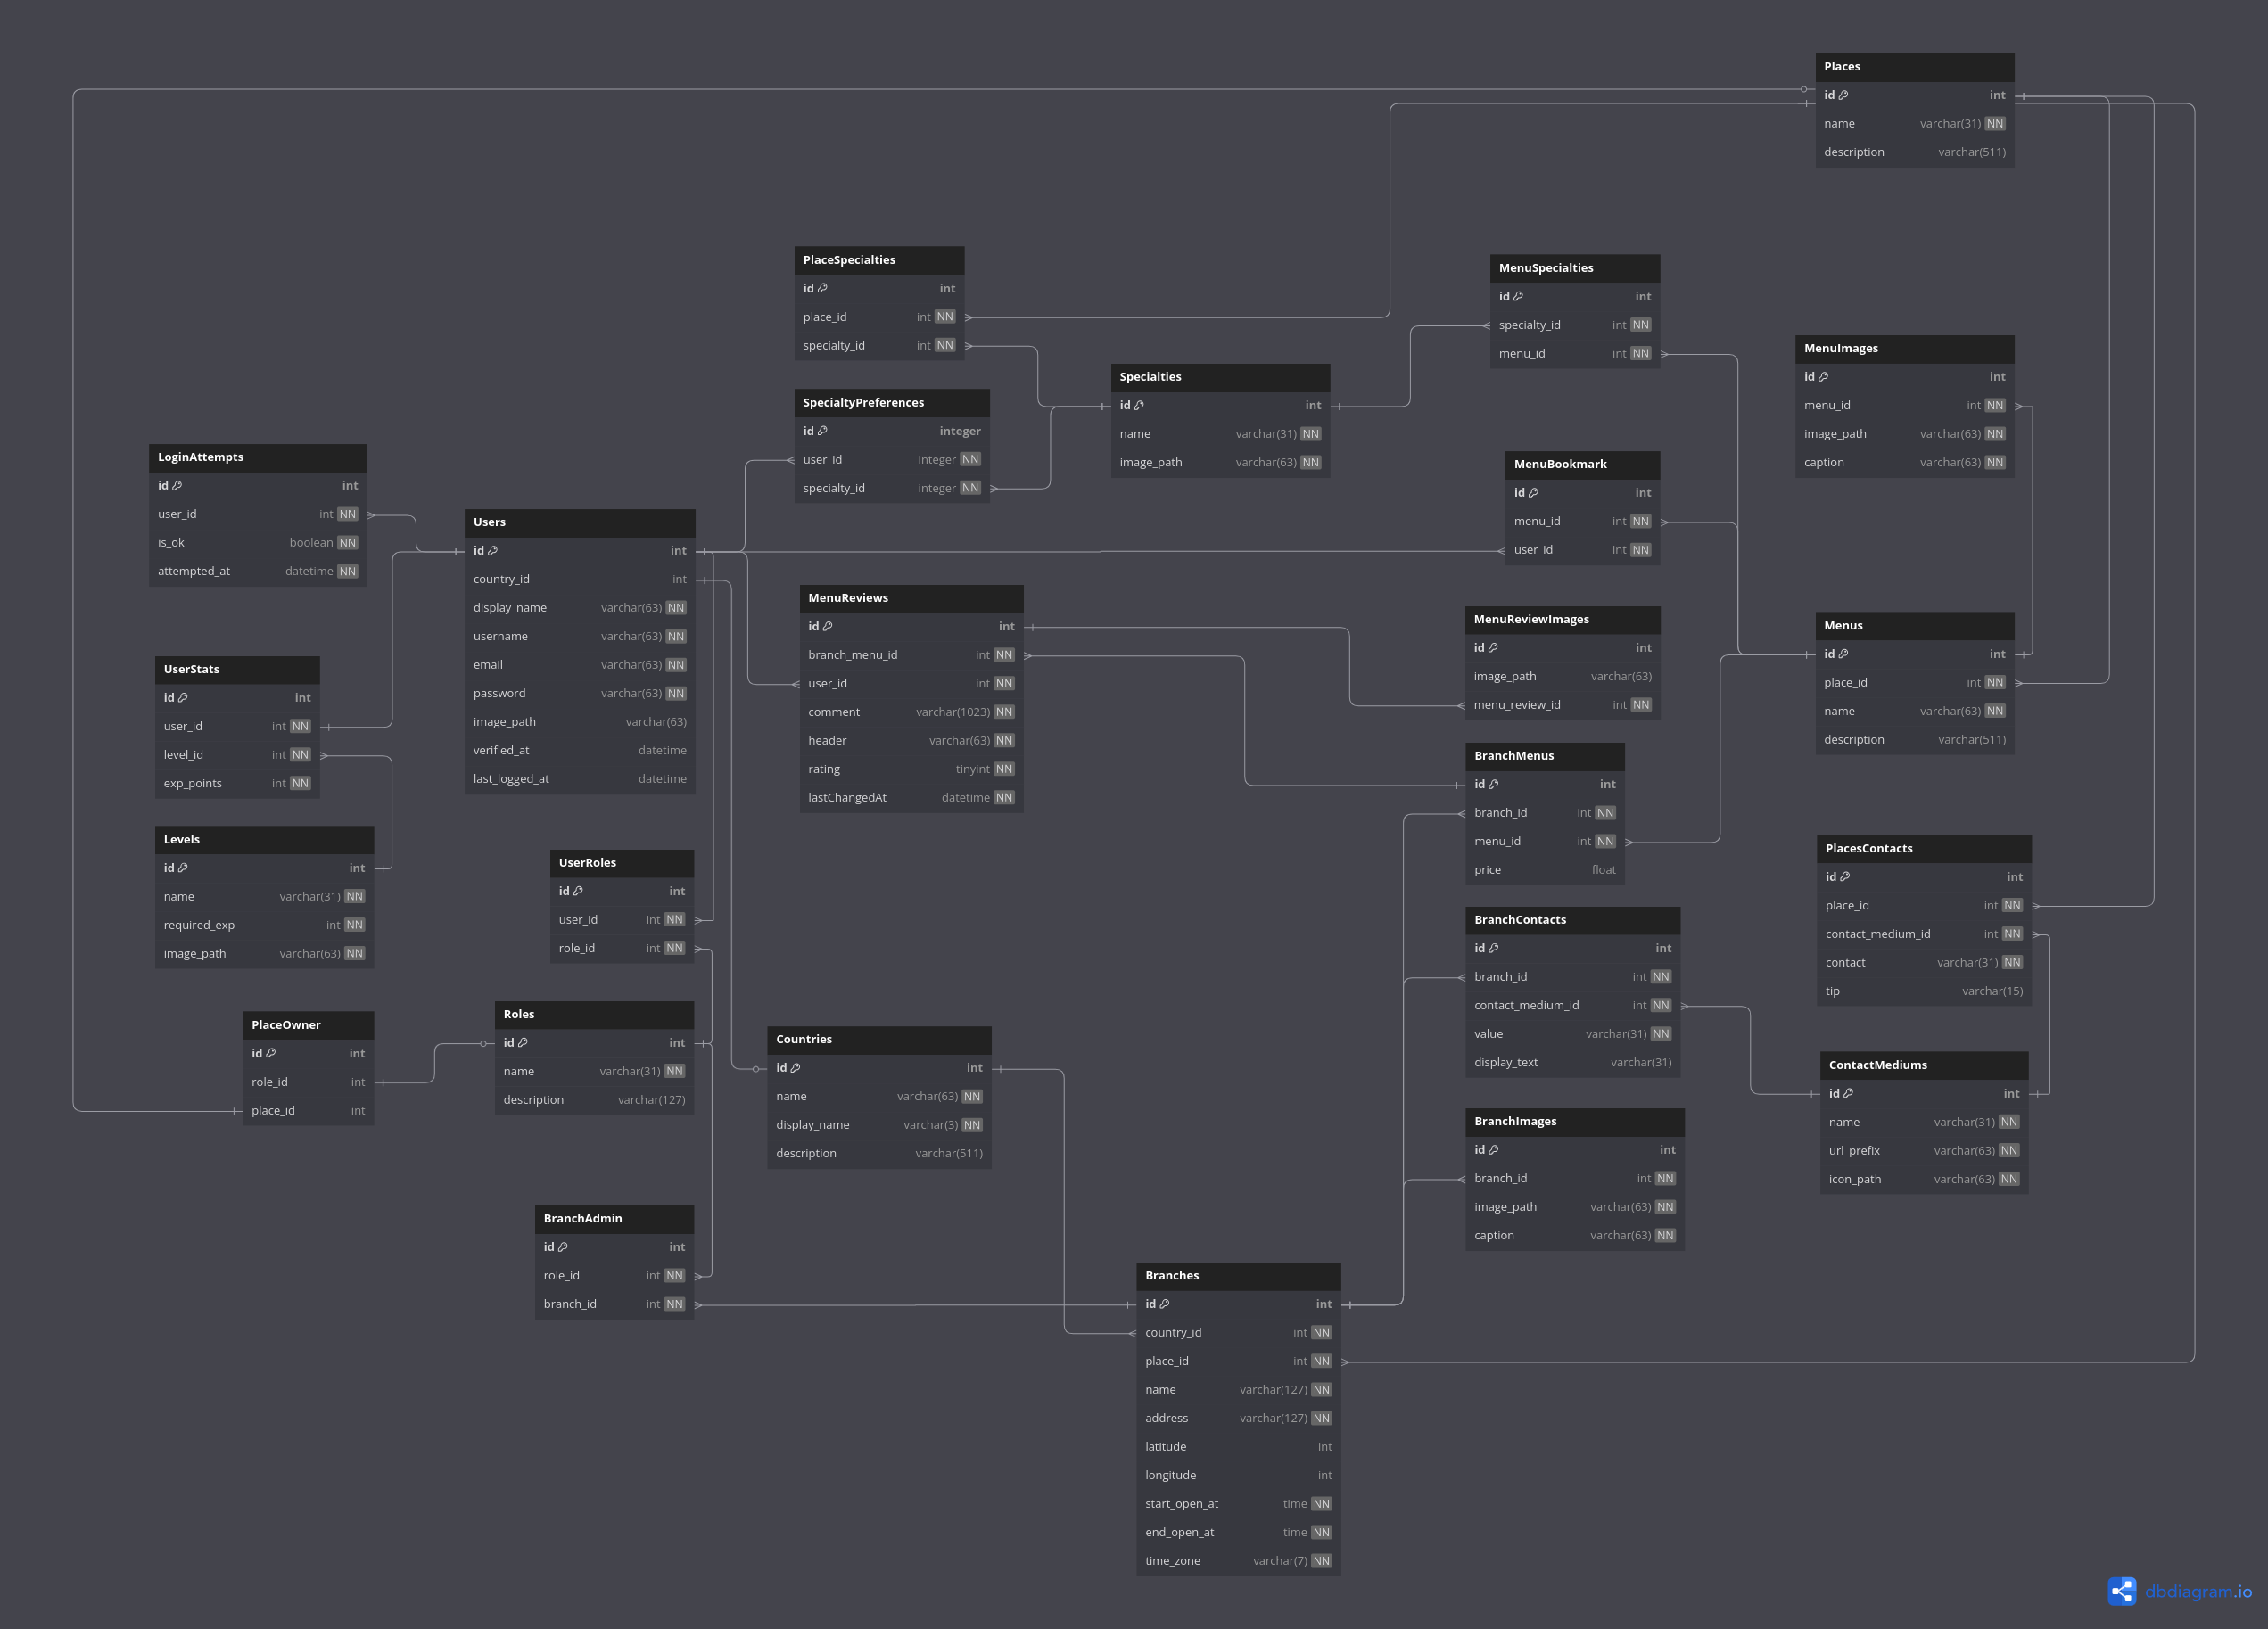 Places
id int
name varchar(31) NN
description varchar(511)
PlaceSpecialties
id int
place_id int NN
specialty_id int NN
MenuSpecialties
id int
specialty_id int NN
menu_id int NN
MenuImages
id int
menu_id int NN
image_path varchar(63) NN
caption varchar(63) NN
Specialties
id int
name varchar(31) NN
image_path varchar(63) NN
SpecialtyPreferences
id integer
user_id integer NN
specialty_id integer NN
LoginAttempts
id int
user_id int NN
is_ok boolean NN
attempted_at datetime NN
MenuBookmark
id int
menu_id int NN
user_id int NN
Users
id int
country_id int
display_name varchar(63) NN
username varchar(63) NN
email varchar(63) NN
password varchar(63) NN
image_path varchar(63)
verified_at datetime
last_logged_at datetime
MenuReviews
id int
branch_menu_id int NN
user_id int NN
comment varchar(1023) NN
header varchar(63) NN
rating tinyint NN
lastChangedAt datetime NN
MenuReviewImages
id int
image_path varchar(63)
menu_review_id int NN
Menus
id int
place_id int NN
name varchar(63) NN
description varchar(511)
UserStats
id int
user_id int NN
level_id int NN
exp_points int NN
BranchMenus
id int
branch_id int NN
menu_id int NN
price float
Levels
id int
name varchar(31) NN
required_exp int NN
image_path varchar(63) NN
UserRoles
id int
user_id int NN
role_id int NN
PlacesContacts
id int
place_id int NN
contact_medium_id int NN
contact varchar(31) NN
tip varchar(15)
BranchContacts
id int
branch_id int NN
contact_medium_id int NN
value varchar(31) NN
display_text varchar(31)
PlaceOwner
id int
role_id int
place_id int
Roles
id int
name varchar(31) NN
description varchar(127)
Countries
id int
name varchar(63) NN
display_name varchar(3) NN
description varchar(511)
ContactMediums
id int
name varchar(31) NN
url_prefix varchar(63) NN
icon_path varchar(63) NN
BranchImages
id int
branch_id int NN
image_path varchar(63) NN
caption varchar(63) NN
BranchAdmin
id int
role_id int NN
branch_id int NN
Branches
id int
country_id int NN
place_id int NN
name varchar(127) NN
address varchar(127) NN
latitude int
longitude int
start_open_at time NN
end_open_at time NN
time_zone varchar(7) NN
dbdiagram.io